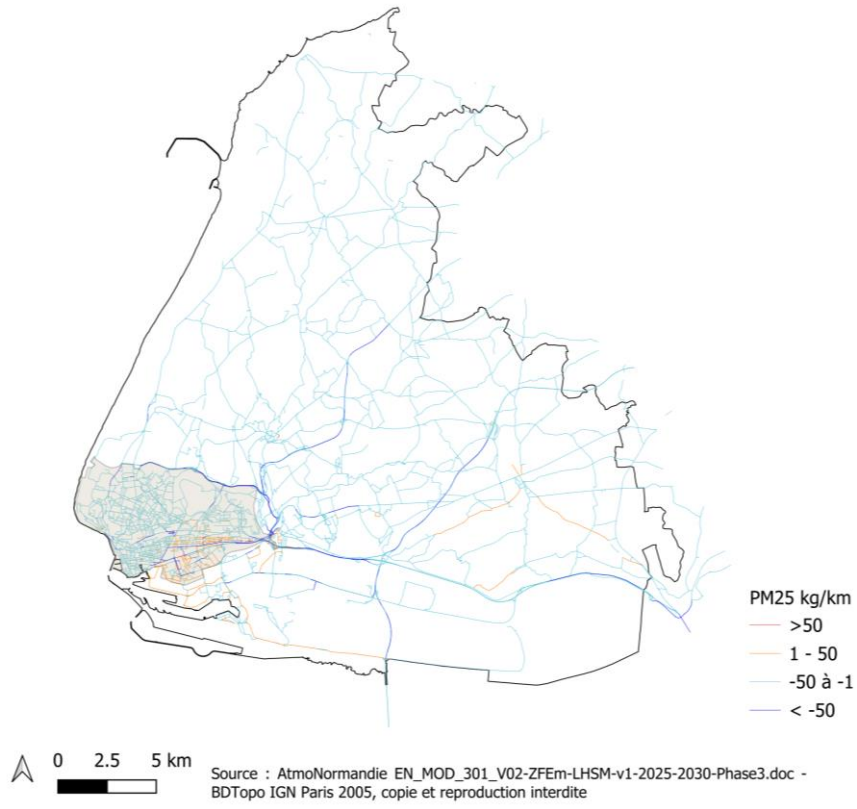 PM25 kg/km
>50
1 - 50
-50 à -1
< -50
0 2.5 5 km
Source : AtmoNormandie EN_MOD_301_V02-ZFEm-LHSM-v1-2025-2030-Phase3.doc -
BDTopo IGN Paris 2005, copie et reproduction interdite